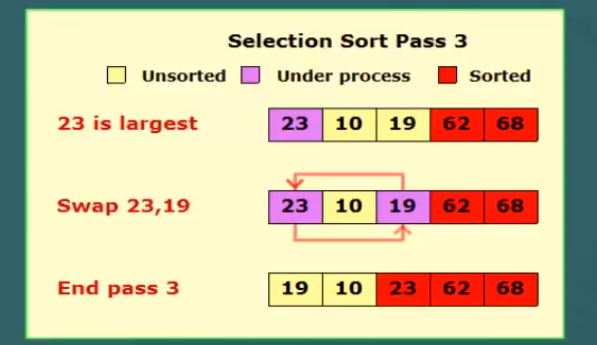 Selection Sort Pass 3
Unsorted Under process Sorted
23 is largest 23 10 19 62 68
Swap 23,19 23 10 19 62 68
End pass 3 19 10 23 62 68